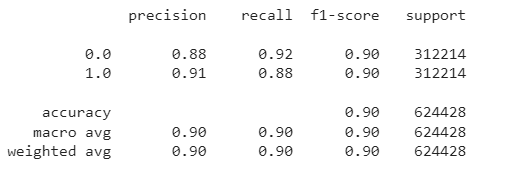 precision recall f1-score support
0.0 0.88 0.92 0.90 312214
1.0 0.91 0.88 0.90 312214
accuracy 0.90 624428
macro avg 0.90 0.90 0.90 624428
weighted avg 0.90 0.90 0.90 624428